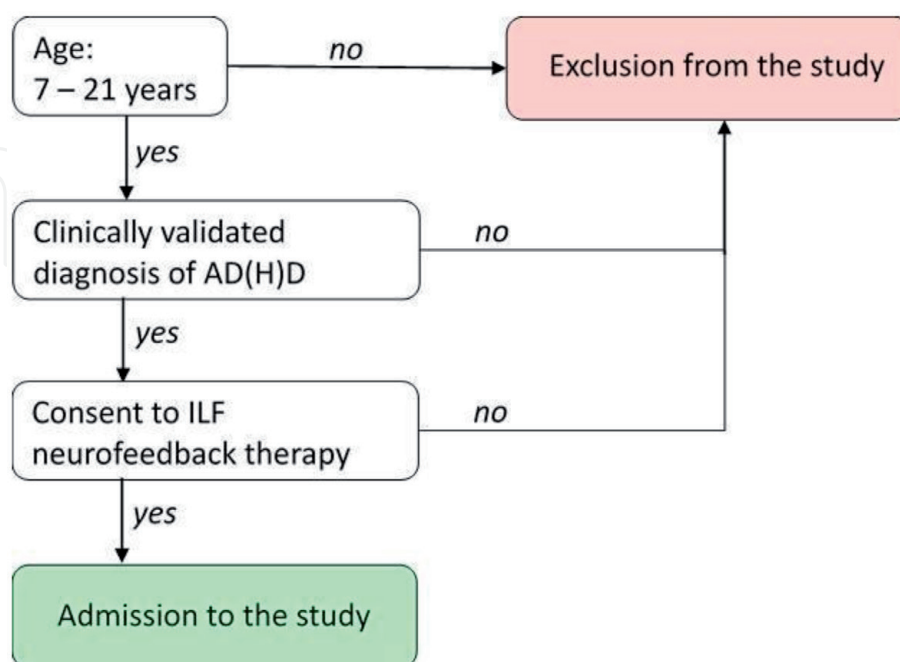 Age:
7 – 21 years
no
Exclusion from the study
yes
Clinically validated
diagnosis of AD(H)D
no
yes
Consent to ILF
neurofeedback therapy
no
yes
Admission to the study